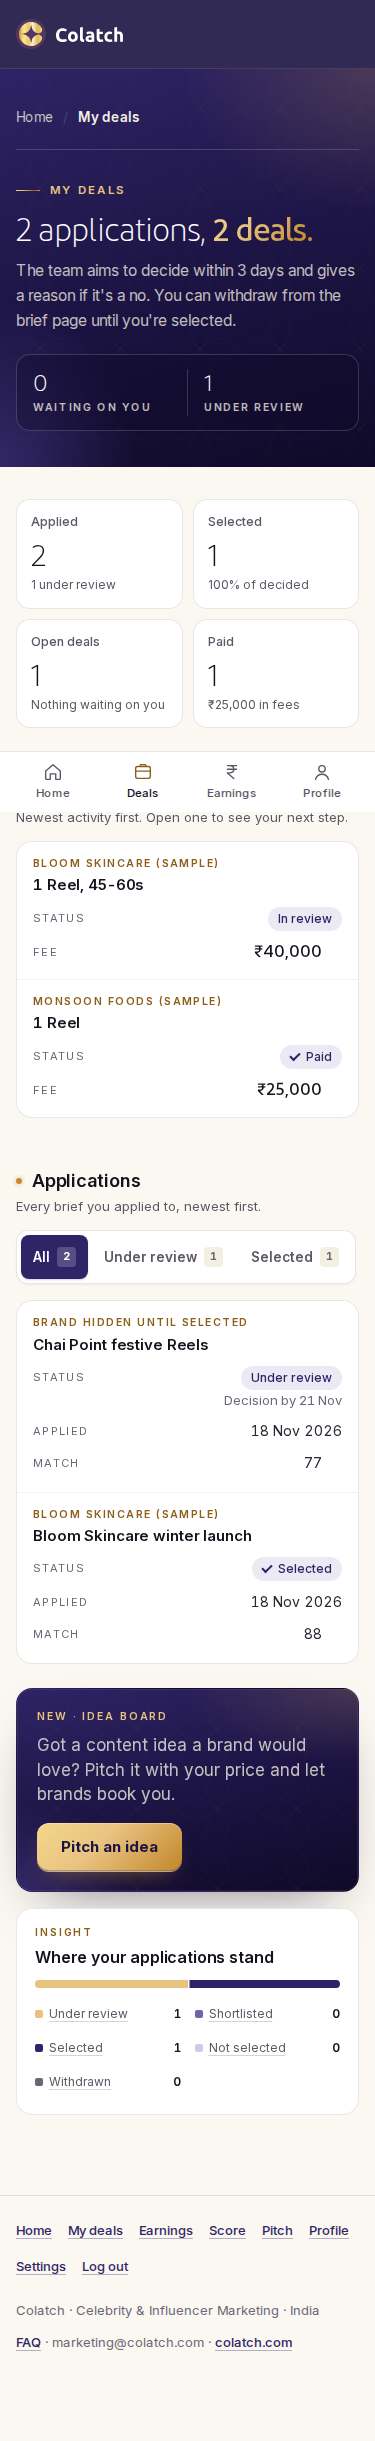 Colatch
Home / My deals
MY DEALS
2 applications, 2 deals.
The team aims to decide within 3 days and gives
a reason if it's a no. You can withdraw from the
brief page until you're selected.
0
WAITING ON YOU
1
UNDER REVIEW
Applied
2
1 under review
Selected
1
100% of decided
Open deals
1
Nothing waiting on you
Paid
1
₹25,000 in fees
Home
Deals
Earnings
Profile
Newest activity first. Open one to see your next step.
BLOOM SKINCARE (SAMPLE)
1 Reel, 45-60s
STATUS In review
FEE ₹40,000
MONSOON FOODS (SAMPLE)
1 Reel
STATUS Paid
FEE ₹25,000
Applications
Every brief you applied to, newest first.
All 2 Under review 1 Selected 1
BRAND HIDDEN UNTIL SELECTED
Chai Point festive Reels
STATUS Under review
Decision by 21 Nov
APPLIED 18 Nov 2026
MATCH 77
BLOOM SKINCARE (SAMPLE)
Bloom Skincare winter launch
STATUS Selected
APPLIED 18 Nov 2026
MATCH 88
NEW · IDEA BOARD
Got a content idea a brand would
love? Pitch it with your price and let
brands book you.
Pitch an idea
INSIGHT
Where your applications stand
Under review 1 Shortlisted 0
Selected 1 Not selected 0
Withdrawn 0
Home My deals Earnings Score Pitch Profile
Settings Log out
Colatch · Celebrity & Influencer Marketing · India
FAQ · marketing@colatch.com · colatch.com